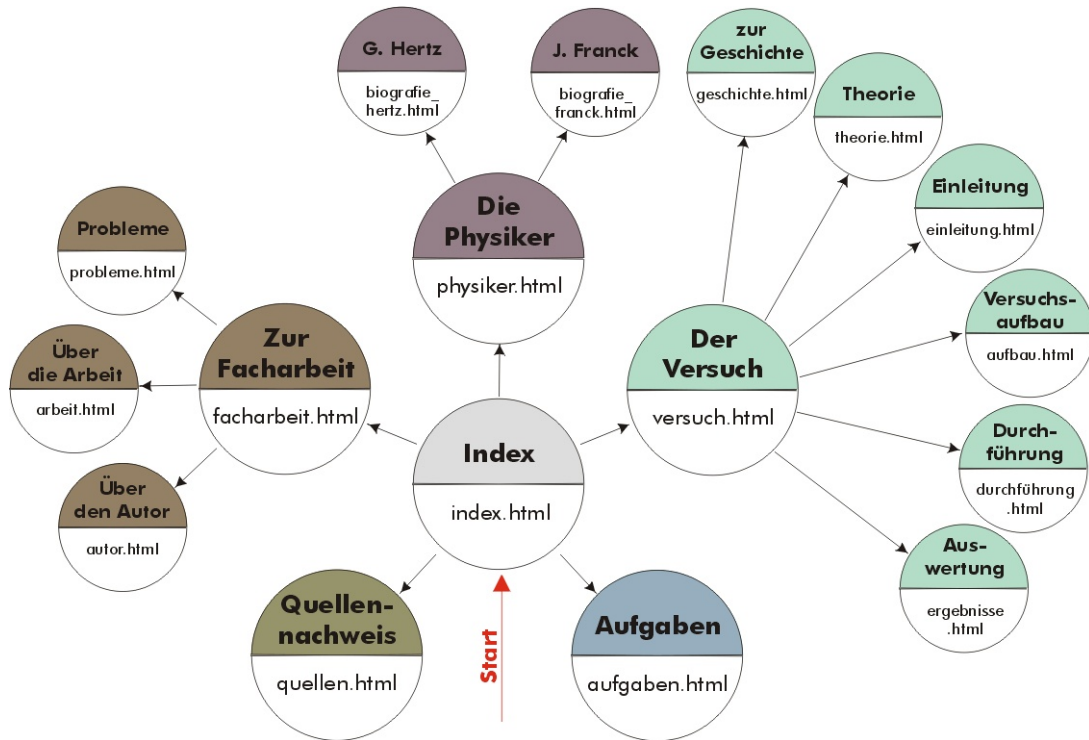 G. Hertz
biografie_
hertz.html
J. Franck
biografie_
franck.html
zur
Geschichte
geschichte.html
Theorie
theorie.html
Einleitung
einleitung.html
Versuchs-
aufbau
aufbau.html
Durch-
führung
durchführung
.html
Aus-
wertung
ergebnisse
.html
Die
Physiker
physiker.html
Probleme
probleme.html
Über
die Arbeit
arbeit.html
Über
den Autor
autor.html
Zur
Facharbeit
facharbeit.html
Der
Versuch
versuch.html
Index
index.html
Quellen-
nachweis
quellen.html
Start
Aufgaben
aufgaben.html